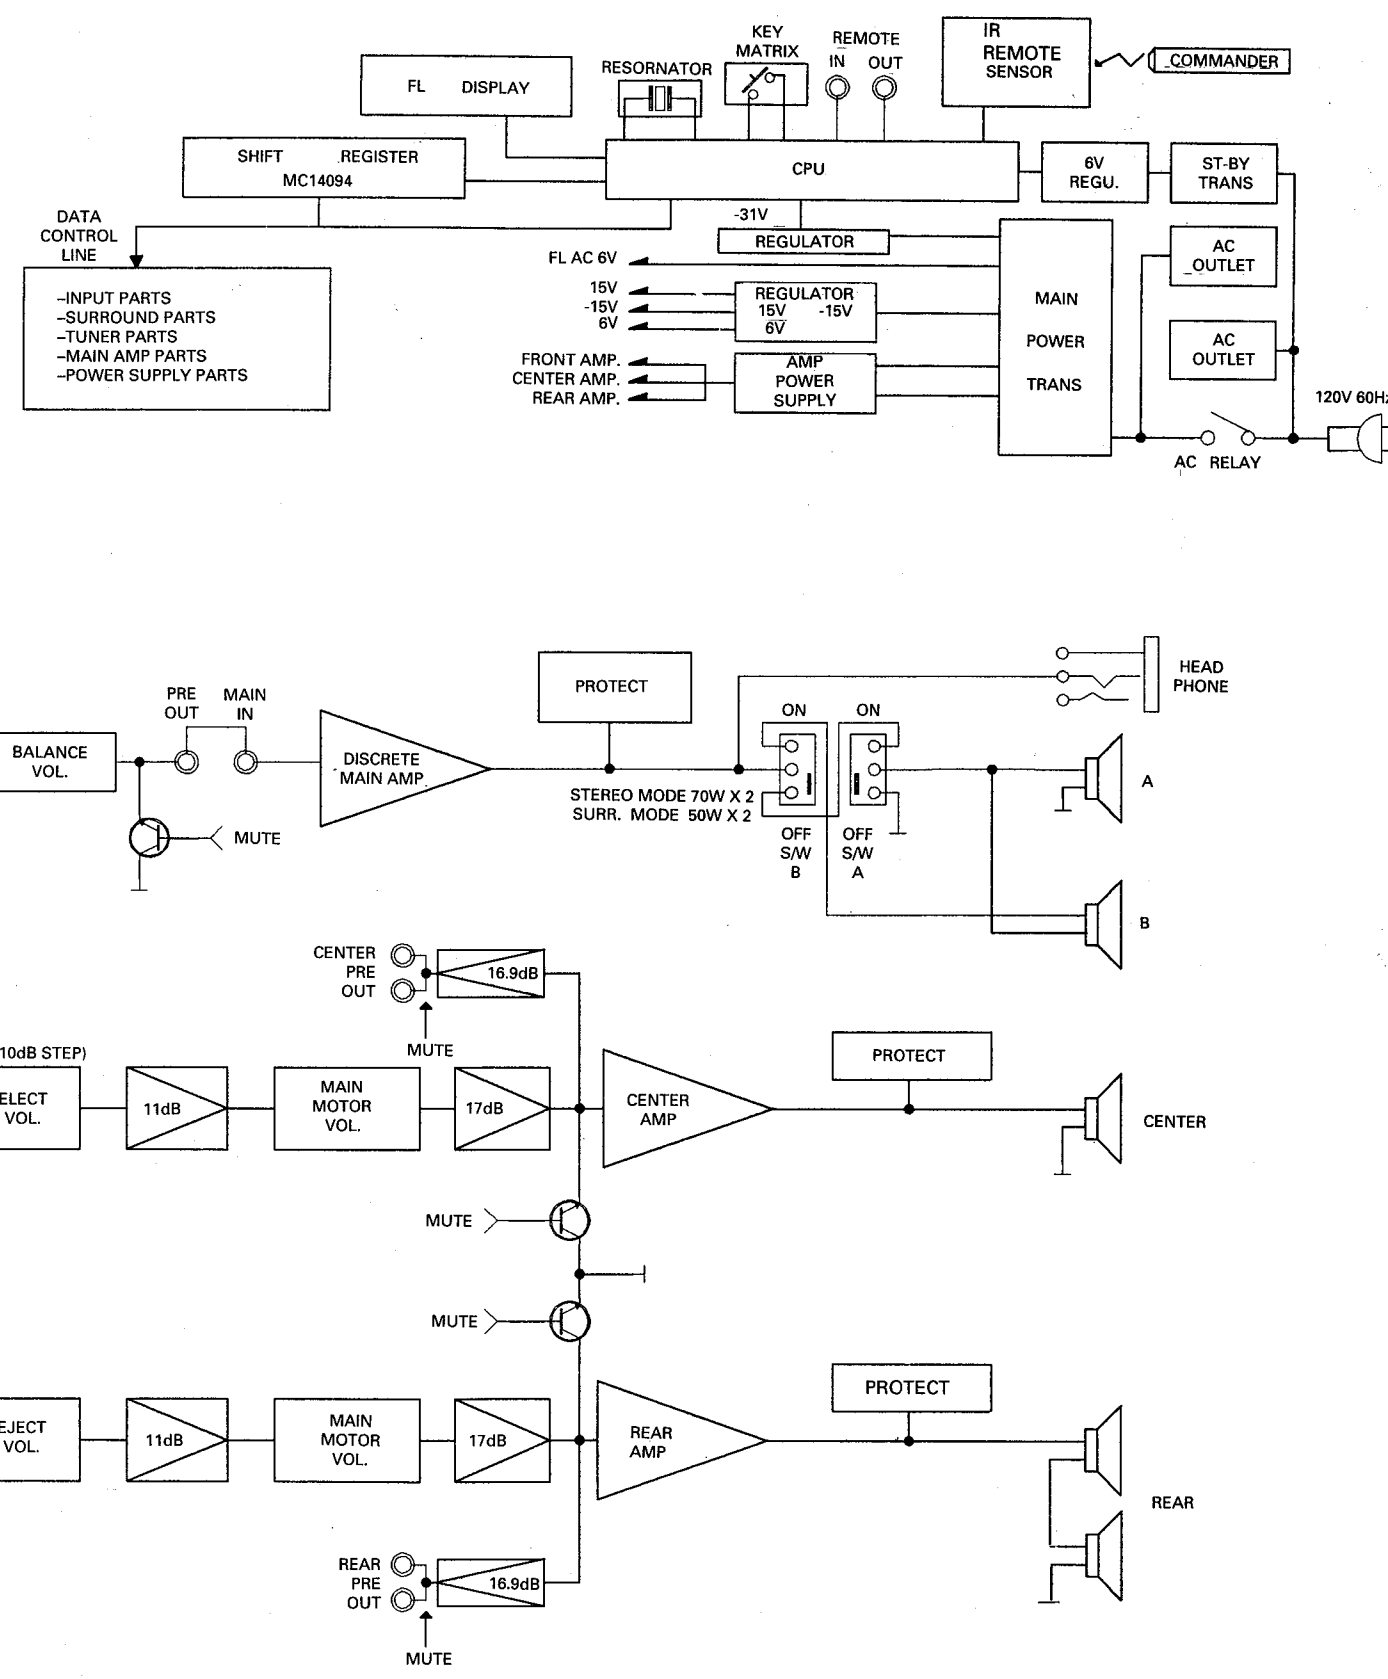 KEY
MATRIX
REMOTE
IN OUT
IR
REMOTE
SENSOR
COMMANDER
RESORNATOR
FL DISPLAY
SHIFT REGISTER
MC14094
CPU
6V
REGU.
ST-BY
TRANS
DATA
CONTROL
LINE
-31V
REGULATOR
FL AC 6V
15V
-15V
6V
REGULATOR
15V -15V
6V
MAIN
POWER
TRANS
AC
OUTLET
AC
OUTLET
-INPUT PARTS
-SURROUND PARTS
-TUNER PARTS
-MAIN AMP PARTS
-POWER SUPPLY PARTS
FRONT AMP.
CENTER AMP.
REAR AMP.
AMP
POWER
SUPPLY
120V 60Hz
AC RELAY
PRE
OUT
MAIN
IN
BALANCE
VOL.
MUTE
DISCRETE
MAIN AMP
PROTECT
HEAD
PHONE
ON ON
STEREO MODE 70W X 2
SURR. MODE 50W X 2
OFF
S/W
B
OFF
S/W
A
A
B
CENTER
PRE
OUT
16.9dB
MUTE
10dB STEP)
ELECT
VOL.
11dB
MAIN
MOTOR
VOL.
17dB
CENTER
AMP
PROTECT
CENTER
MUTE
MUTE
EJECT
VOL.
11dB
MAIN
MOTOR
VOL.
17dB
REAR
AMP
PROTECT
REAR
REAR
PRE
OUT
16.9dB
MUTE